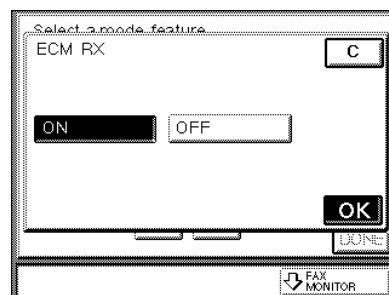 Select a mode feature
ECM RX
C
ON
OFF
OK
DONE
FAX
MONITOR